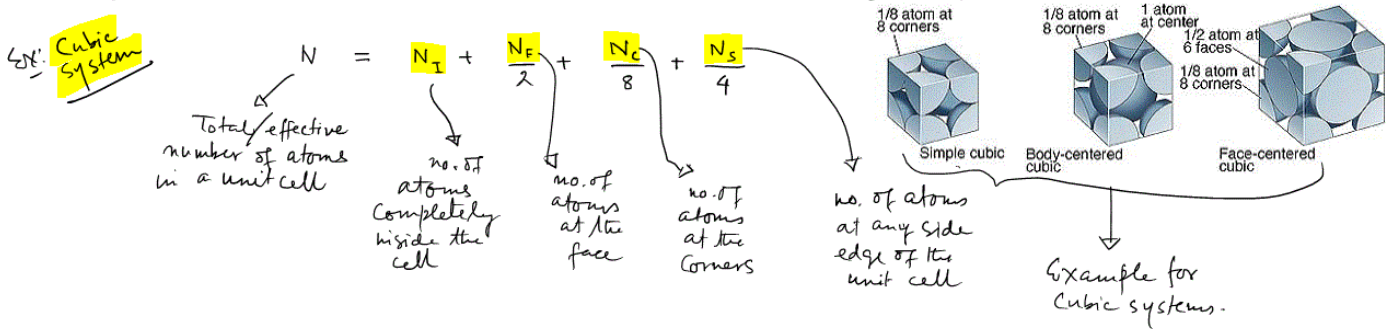 Ex: Cubic
system
N = N_I + N_F/2 + N_C/8 + N_S/4
Total effective
number of atoms
in a unit cell
no. of
atoms
completely
inside the
cell
no. of
atoms
at the
face
no. of
atoms
at the
corners
no. of atoms
at any side
edge of the
unit cell
1/8 atom at
8 corners
Simple cubic
1/8 atom at
8 corners
1 atom
at center
Body-centered
cubic
1/2 atom at
6 faces
1/8 atom at
8 corners
Face-centered
cubic
Example for
Cubic systems.